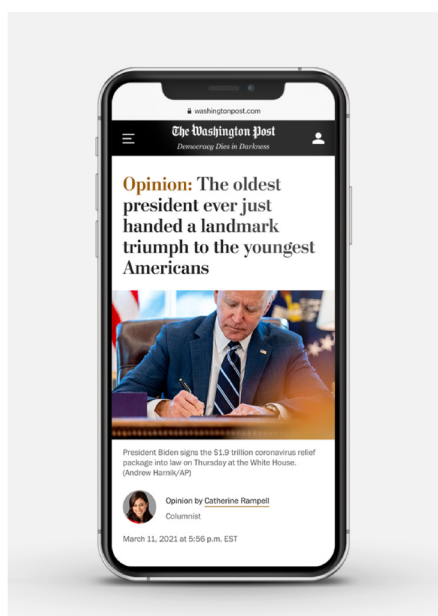 washingtonpost.com
The Washington Post
Democracy Dies in Darkness
Opinion: The oldest
president ever just
handed a landmark
triumph to the youngest
Americans
President Biden signs the $1.9 trillion coronavirus relief
package into law on Thursday at the White House.
(Andrew Harnik/AP)
Opinion by Catherine Rampell
Columnist
March 11, 2021 at 5:56 p.m. EST